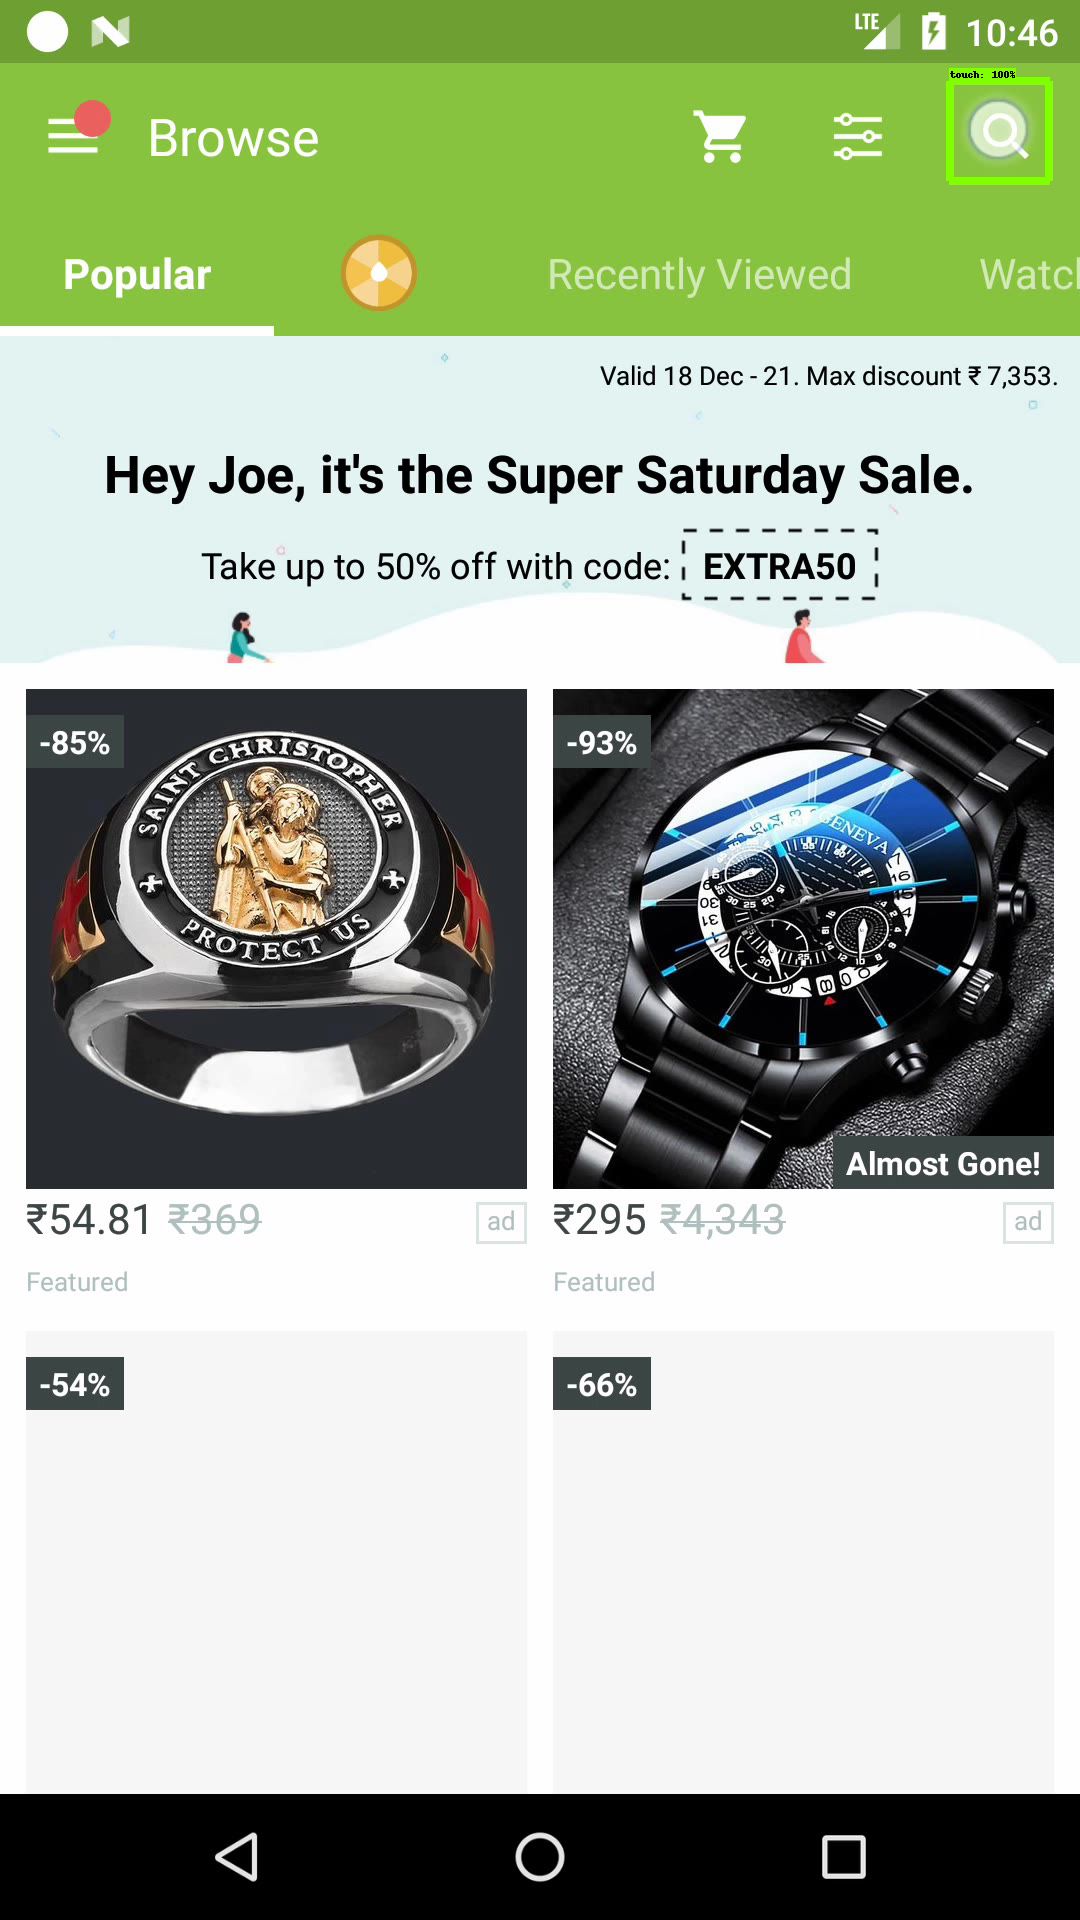 LTE 10:46
touch: 100%
Browse
Popular
Recently Viewed
Watch
Valid 18 Dec - 21. Max discount ₹ 7,353.
Hey Joe, it's the Super Saturday Sale.
Take up to 50% off with code: EXTRA50
-85%
SAINT CHRISTOPHER
PROTECT US
-93%
GENEVA
Almost Gone!
₹54.81 ₹369 ad
₹295 ₹4,343 ad
Featured
Featured
-54%
-66%